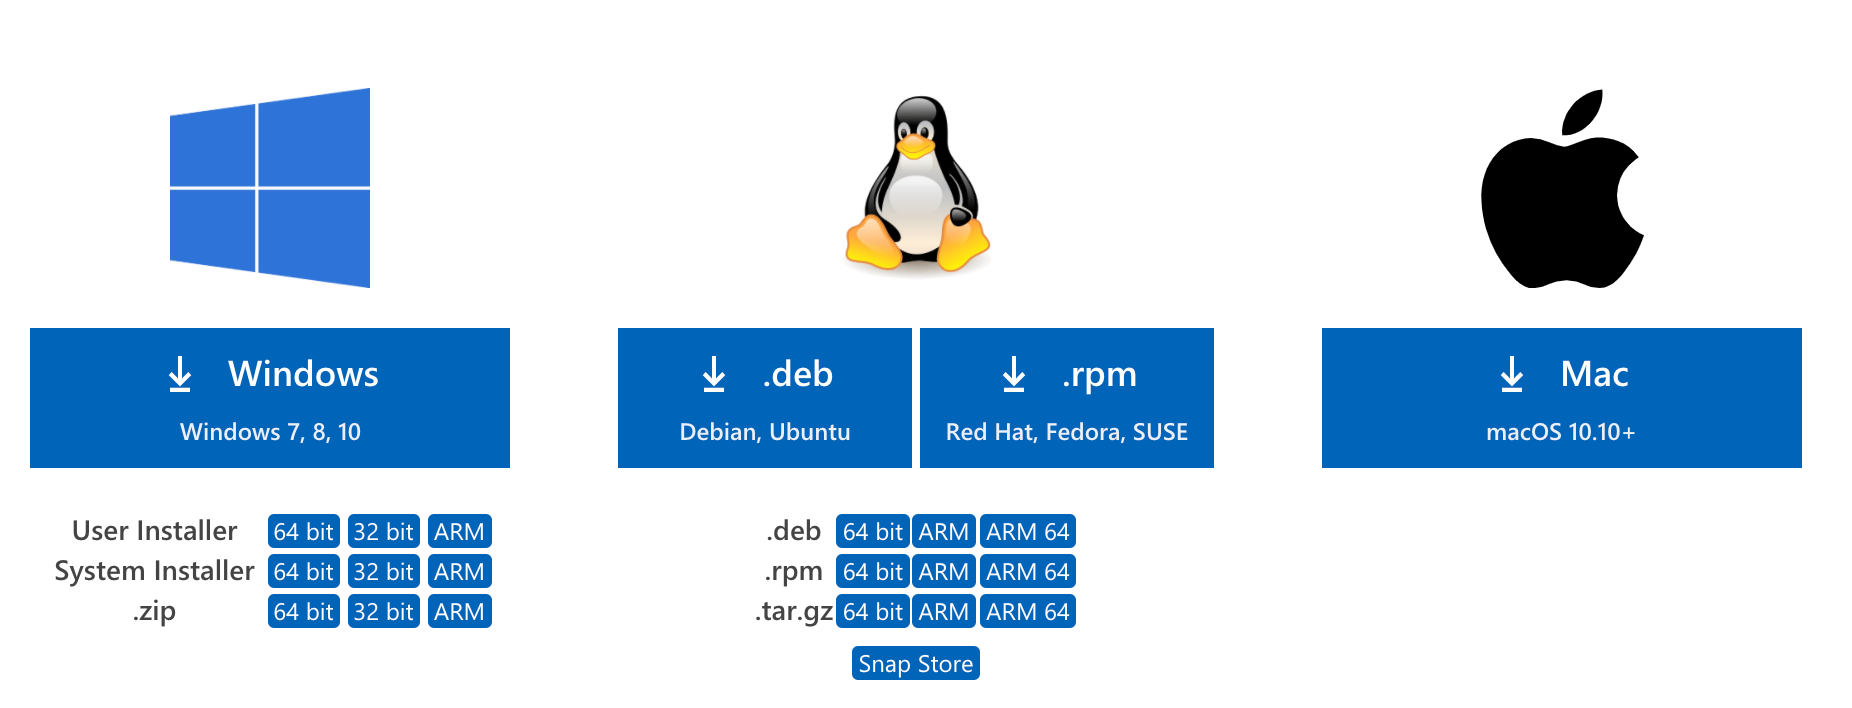 Windows
Windows 7, 8, 10
User Installer 64 bit 32 bit ARM
System Installer 64 bit 32 bit ARM
.zip 64 bit 32 bit ARM
.deb
Debian, Ubuntu
.rpm
Red Hat, Fedora, SUSE
.deb 64 bit ARM ARM 64
.rpm 64 bit ARM ARM 64
.tar.gz 64 bit ARM ARM 64
Snap Store
Mac
macOS 10.10+